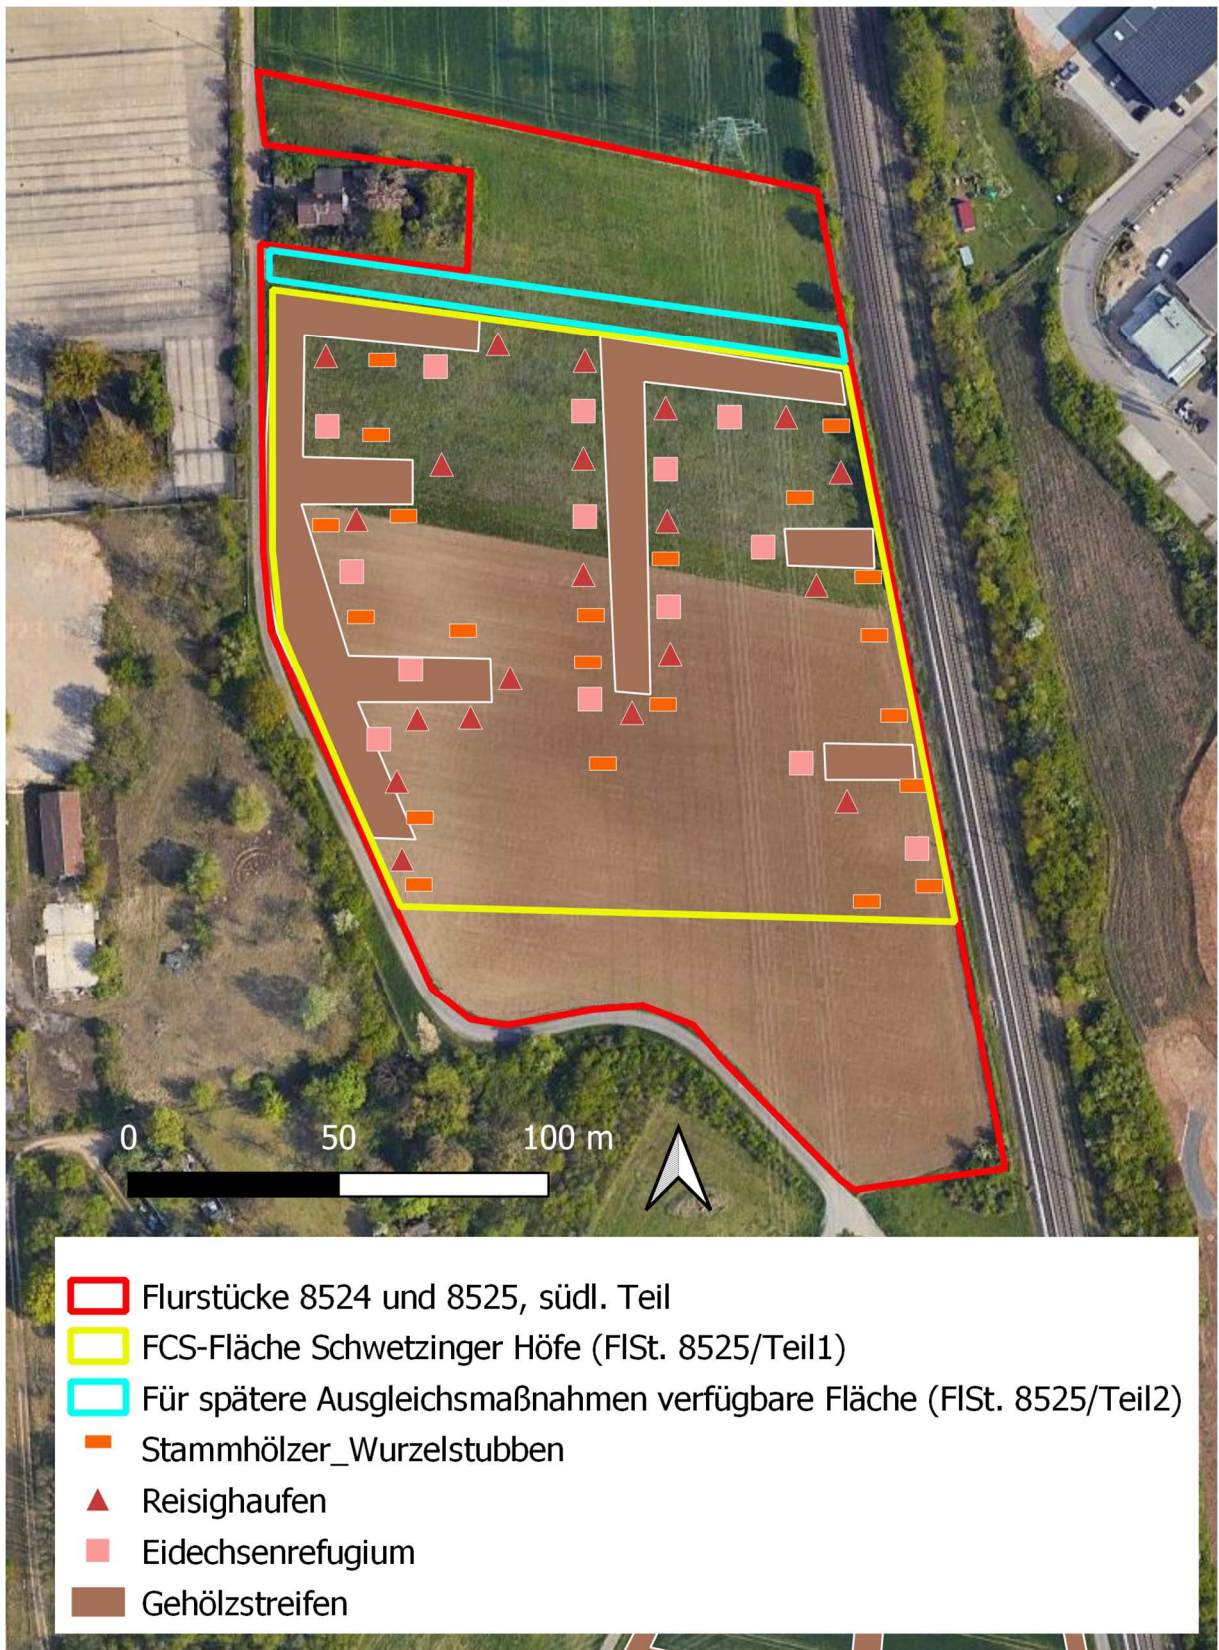 0 50 100 m
Flurstücke 8524 und 8525, südl. Teil
FCS-Fläche Schwetzinger Höfe (FlSt. 8525/Teil1)
Für spätere Ausgleichsmaßnahmen verfügbare Fläche (FlSt. 8525/Teil2)
Stammhölzer_Wurzelstubben
Reisighaufen
Eidechsenrefugium
Gehölzstreifen